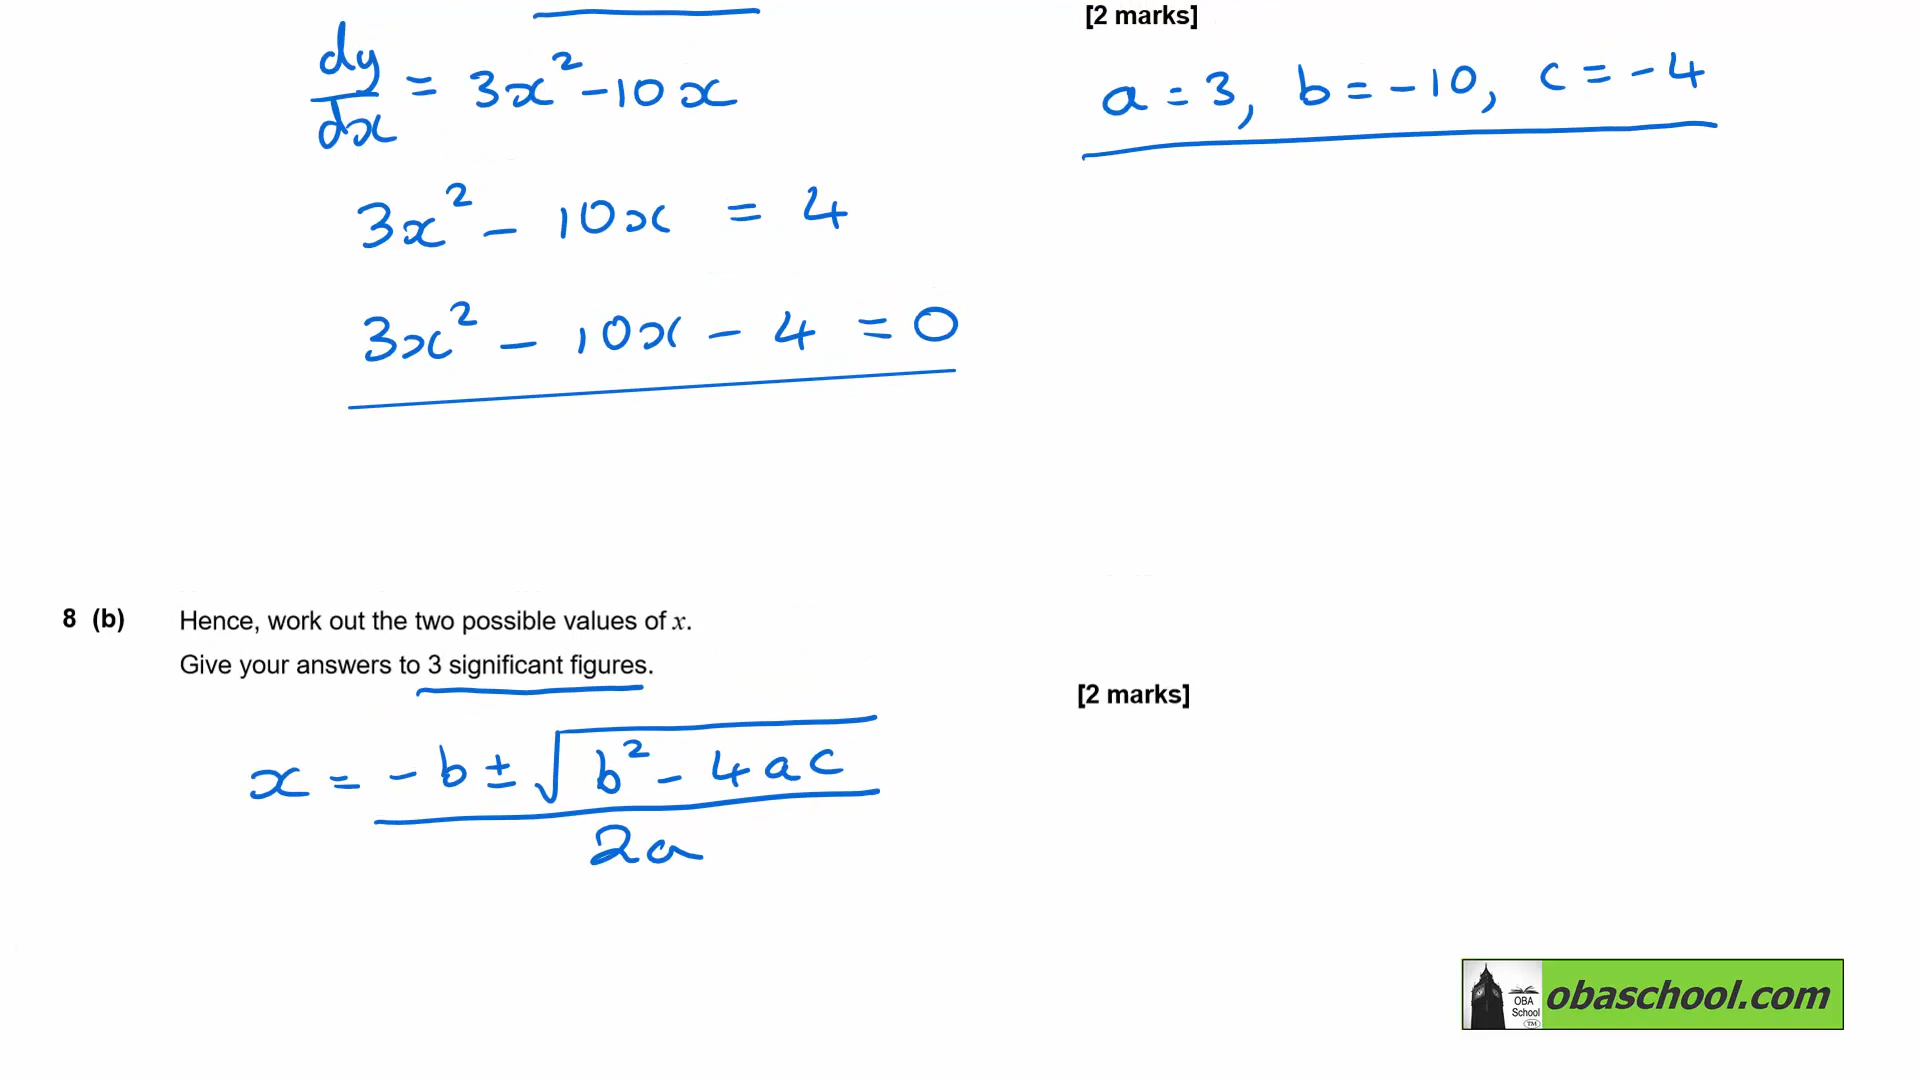 [2 marks]
dy/dx = 3x² - 10x
a = 3, b = -10, c = -4
3x² - 10x = 4
3x² - 10x - 4 = 0
8 (b) Hence, work out the two possible values of x.
Give your answers to 3 significant figures.
[2 marks]
x = -b ± √(b² - 4ac) / 2a
OBA
School
TM
obaschool.com